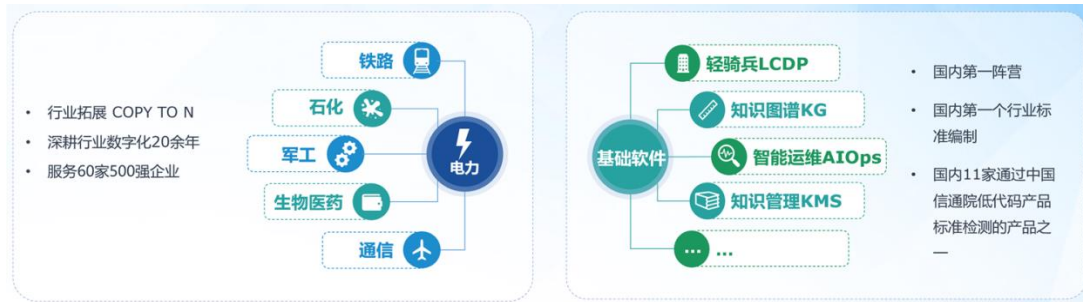 行业拓展 COPY TO N
深耕行业数字化20余年
服务60家500强企业
铁路
石化
军工
生物医药
通信
电力
基础软件
轻骑兵LCDP
知识图谱KG
智能运维AIOps
知识管理KMS
... ...
国内第一阵营
国内第一个行业标
准编制
国内11家通过中国
信通院低代码产品
标准检测的产品之
一